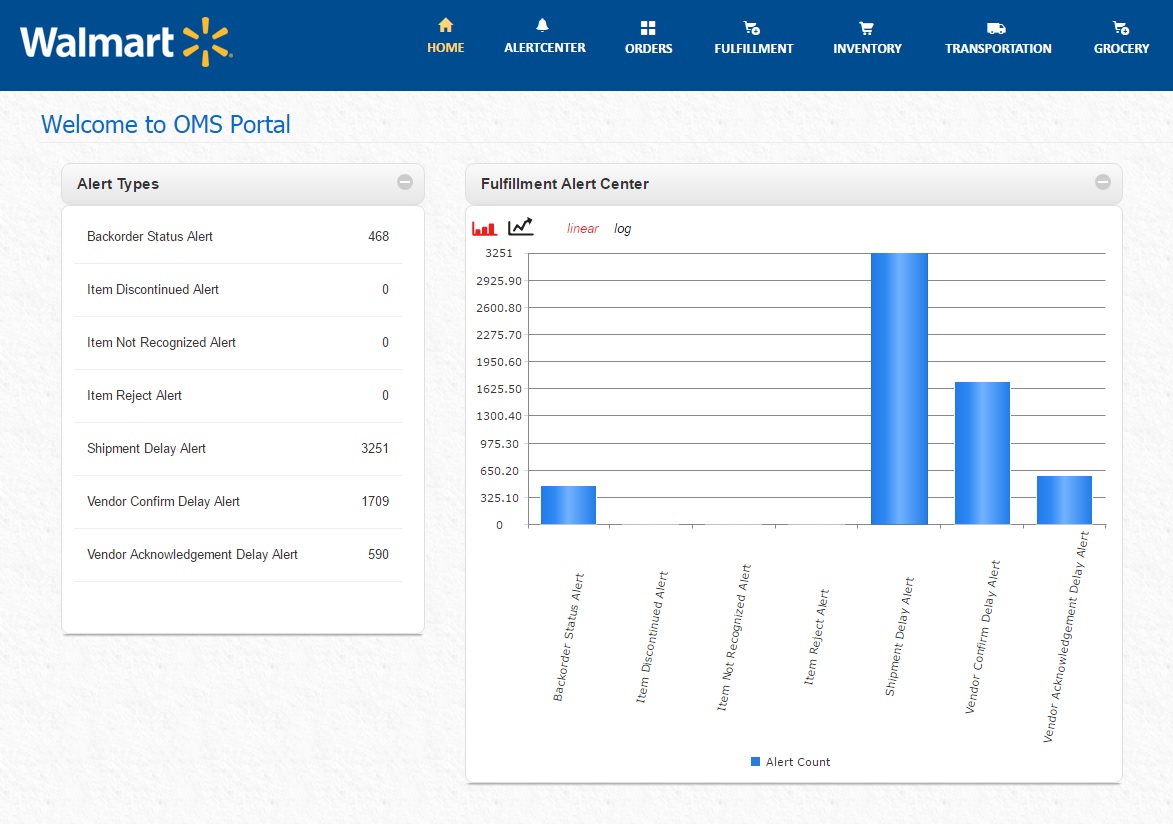 Walmart
HOME
ALERTCENTER
ORDERS
FULFILLMENT
INVENTORY
TRANSPORTATION
GROCERY
Welcome to OMS Portal
Alert Types
Backorder Status Alert 468
Item Discontinued Alert 0
Item Not Recognized Alert 0
Item Reject Alert 0
Shipment Delay Alert 3251
Vendor Confirm Delay Alert 1709
Vendor Acknowledgement Delay Alert 590
Fulfillment Alert Center
linear log
3251
2925.90
2600.80
2275.70
1950.60
1625.50
1300.40
975.30
650.20
325.10
0
Backorder Status Alert
Item Discontinued Alert
Item Not Recognized Alert
Item Reject Alert
Shipment Delay Alert
Vendor Confirm Delay Alert
Vendor Acknowledgement Delay Alert
Alert Count